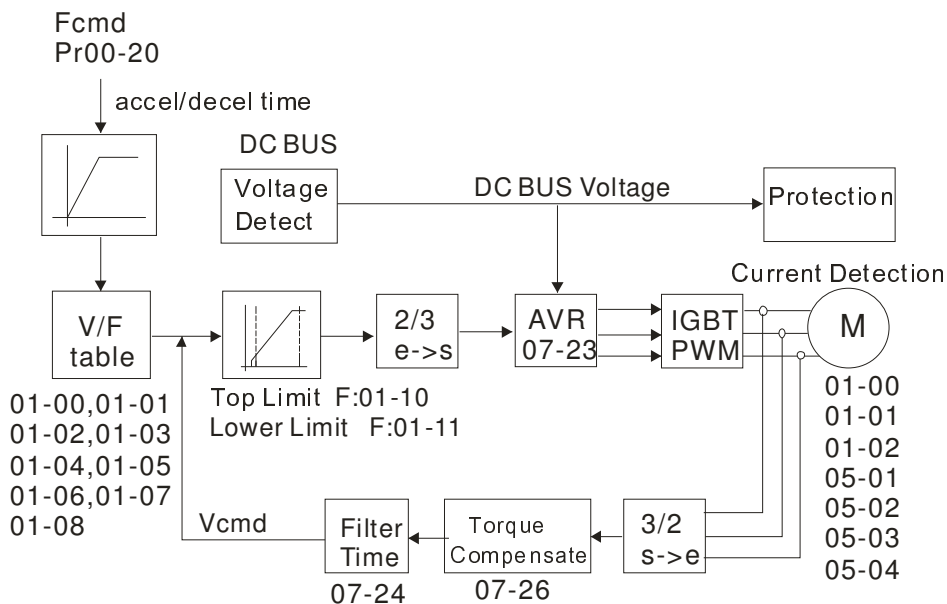 Fcmd
Pr00-20
accel/decel time
DC BUS
Voltage
Detect
DC BUS Voltage
Protection
Current Detection
V/F
table
2/3
e->s
AVR
07-23
IGBT
PWM
M
Top Limit F:01-10
Lower Limit F:01-11
01-00,01-01
01-02,01-03
01-04,01-05
01-06,01-07
01-08
01-00
01-01
01-02
05-01
05-02
05-03
05-04
Vcmd
Filter
Time
07-24
Torque
Compensate
07-26
3/2
s->e